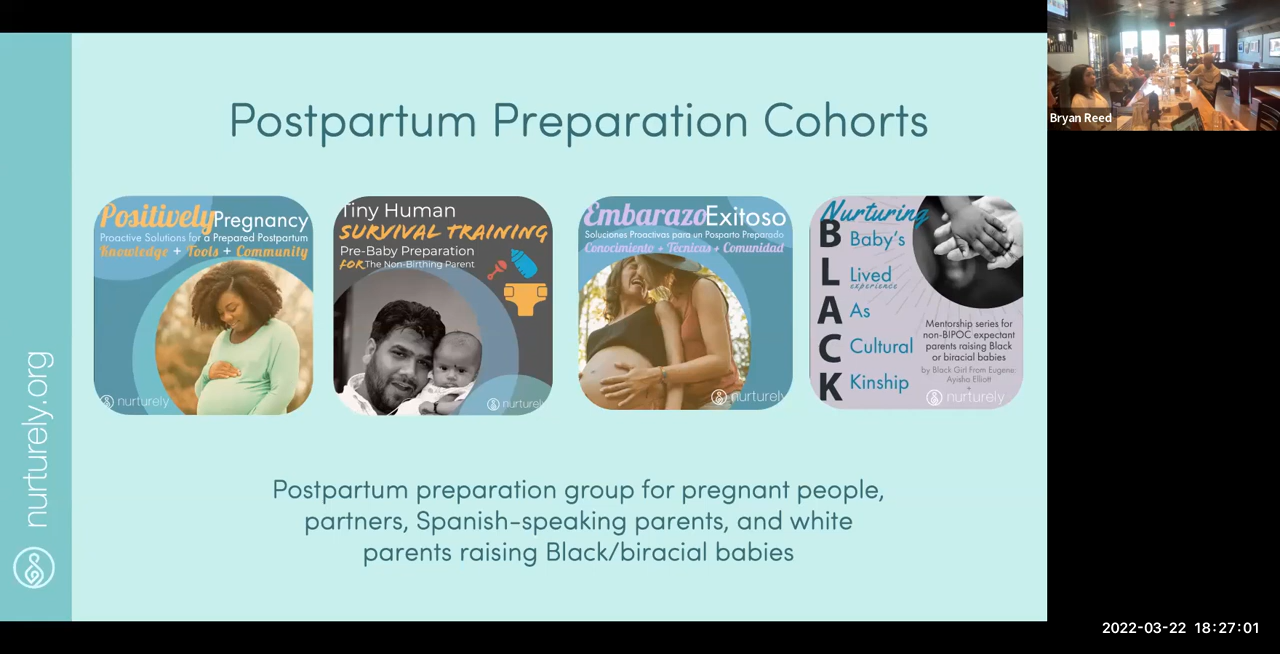 Postpartum Preparation Cohorts
Positively Pregnancy
Proactive Solutions for a Prepared Postpartum
Knowledge + Tools + Community
nurturely
Tiny Human
SURVIVAL TRAINING
Pre-Baby Preparation
FOR The Non-Birthing Parent
nurturely
Embarazo Exitoso
Soluciones Proactivas para un Posparto Preparado
Conocimiento + Técnicas + Comunidad
nurturely
Nurturing
BLACK
Baby's
Lived
experience
As
Cultural
Kinship
Mentorship series for
non-BIPOC expectant
parents raising Black
or biracial babies
by Black Girl From Eugene:
Ayisha Elliott
+
nurturely
Postpartum preparation group for pregnant people,
partners, Spanish-speaking parents, and white
parents raising Black/biracial babies
nurturely.org
Bryan Reed
2022-03-22 18:27:01